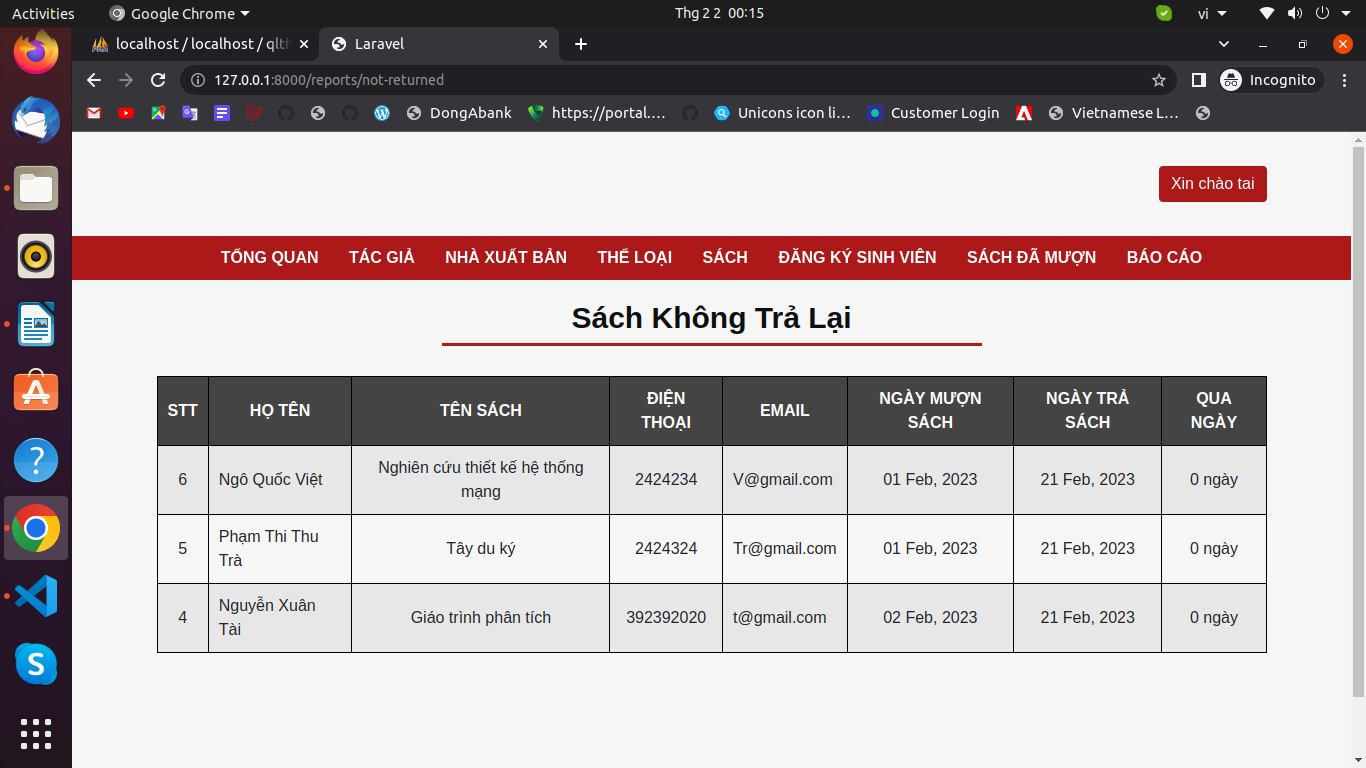 Activities Google Chrome Thg 2 2 00:15 vi
localhost / localhost / qlth Laravel
127.0.0.1:8000/reports/not-returned Incognito
DongAbank https://portal.... Unicons icon li... Customer Login Vietnamese L...
Xin chào tai
TỔNG QUAN TÁC GIẢ NHÀ XUẤT BẢN THỂ LOẠI SÁCH ĐĂNG KÝ SINH VIÊN SÁCH ĐÃ MƯỢN BÁO CÁO
Sách Không Trả Lại
STT HỌ TÊN TÊN SÁCH ĐIỆN THOẠI EMAIL NGÀY MƯỢN SÁCH NGÀY TRẢ SÁCH QUA NGÀY
6 Ngô Quốc Việt Nghiên cứu thiết kế hệ thống mạng 2424234 V@gmail.com 01 Feb, 2023 21 Feb, 2023 0 ngày
5 Phạm Thi Thu Trà Tây du ký 2424324 Tr@gmail.com 01 Feb, 2023 21 Feb, 2023 0 ngày
4 Nguyễn Xuân Tài Giáo trình phân tích 392392020 t@gmail.com 02 Feb, 2023 21 Feb, 2023 0 ngày